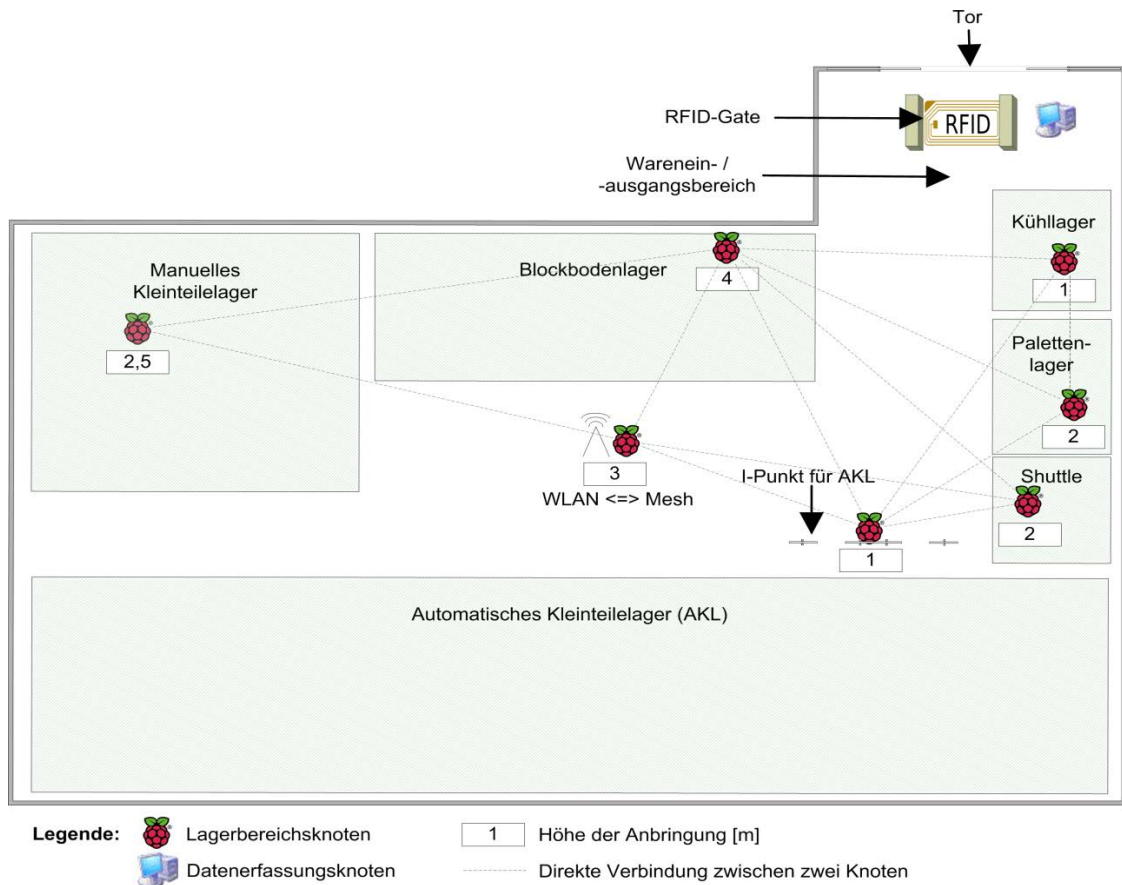 Tor
RFID-Gate
RFID
Warenein- /
-ausgangsbereich
Kühllager
1
Manuelles
Kleinteilelager
2,5
Blockbodenlager
4
Paletten-
lager
2
3
WLAN <=> Mesh
I-Punkt für AKL
Shuttle
2
1
Automatisches Kleinteilelager (AKL)
Legende:
Lagerbereichsknoten
1
Höhe der Anbringung [m]
Datenerfassungsknoten
Direkte Verbindung zwischen zwei Knoten